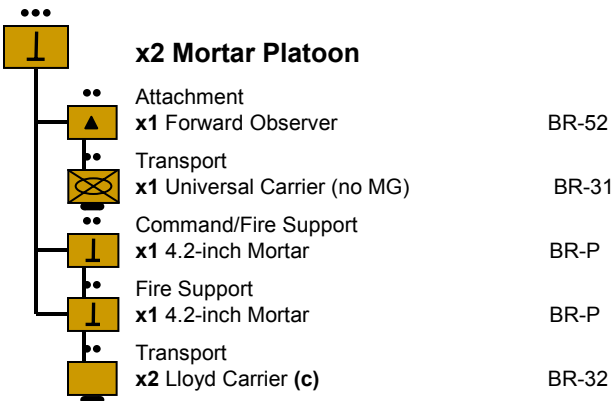 x2 Mortar Platoon
Attachment
x1 Forward Observer BR-52
Transport
x1 Universal Carrier (no MG) BR-31
Command/Fire Support
x1 4.2-inch Mortar BR-P
Fire Support
x1 4.2-inch Mortar BR-P
Transport
x2 Lloyd Carrier (c) BR-32